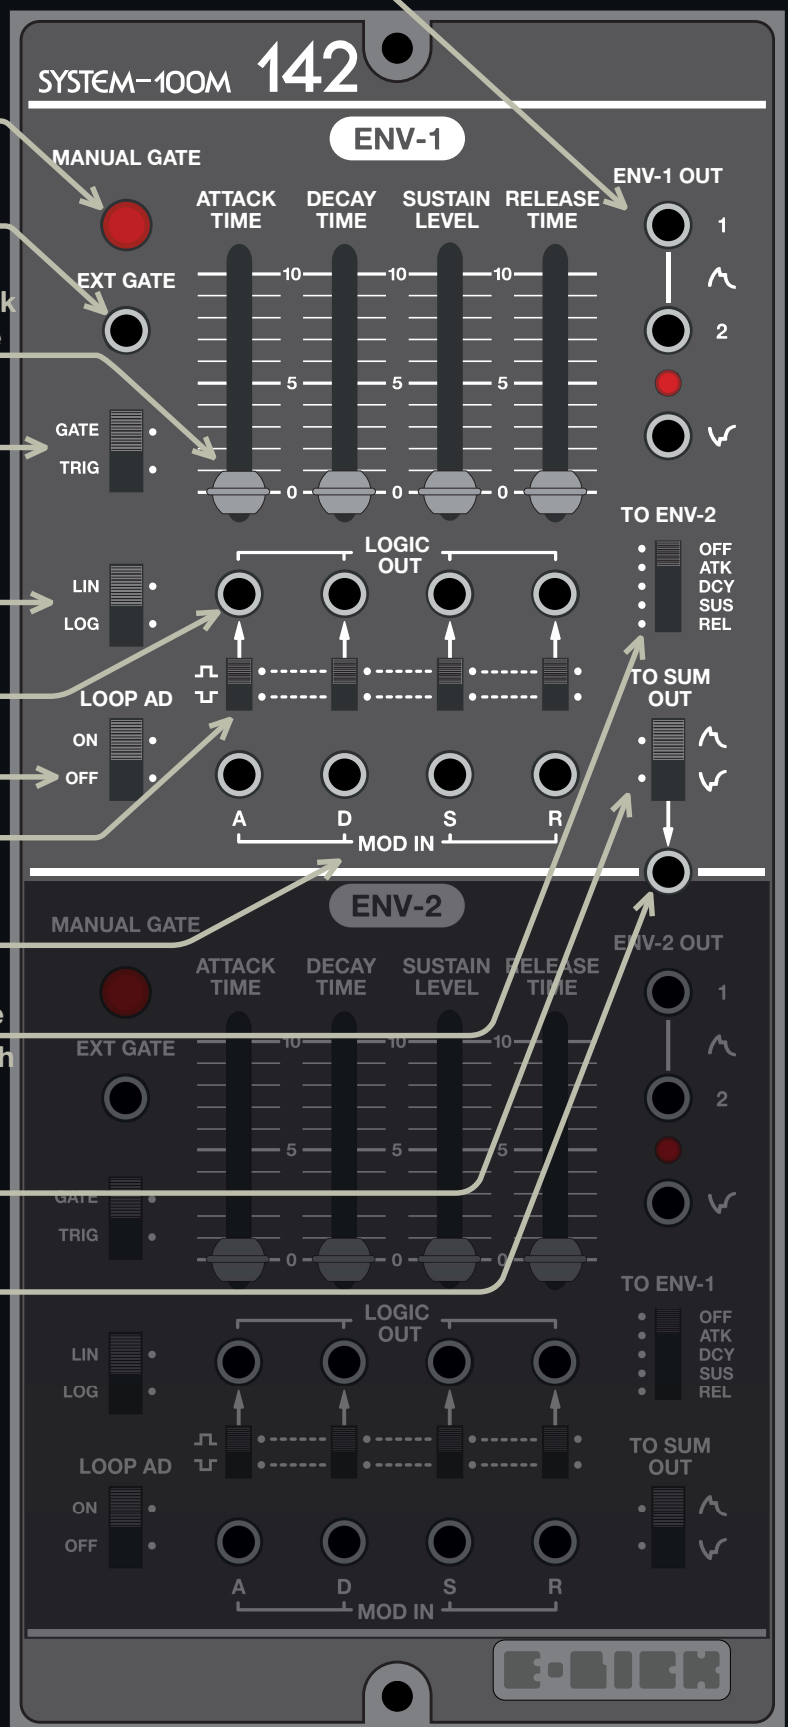 SYSTEM-100M 142
ENV-1
MANUAL GATE
ENV-1 OUT
ATTACK TIME
DECAY TIME
SUSTAIN LEVEL
RELEASE TIME
1
EXT GATE
10 10 10
k
2
5 5 5
GATE
TRIG
0 0 0
TO ENV-2
OFF
ATK
DCY
SUS
REL
LOGIC
OUT
LIN
LOG
LOOP AD
ON
OFF
TO SUM
OUT
A D S R
MOD IN
ENV-2
MANUAL GATE
ENV-2 OUT
ATTACK TIME
DECAY TIME
SUSTAIN LEVEL
RELEASE TIME
1
e
h
EXT GATE
10 10 10
2
5 5 5
GATE
TRIG
0 0 0
TO ENV-1
OFF
ATK
DCY
SUS
REL
LOGIC
OUT
LIN
LOG
LOOP AD
ON
OFF
TO SUM
OUT
A D S R
MOD IN